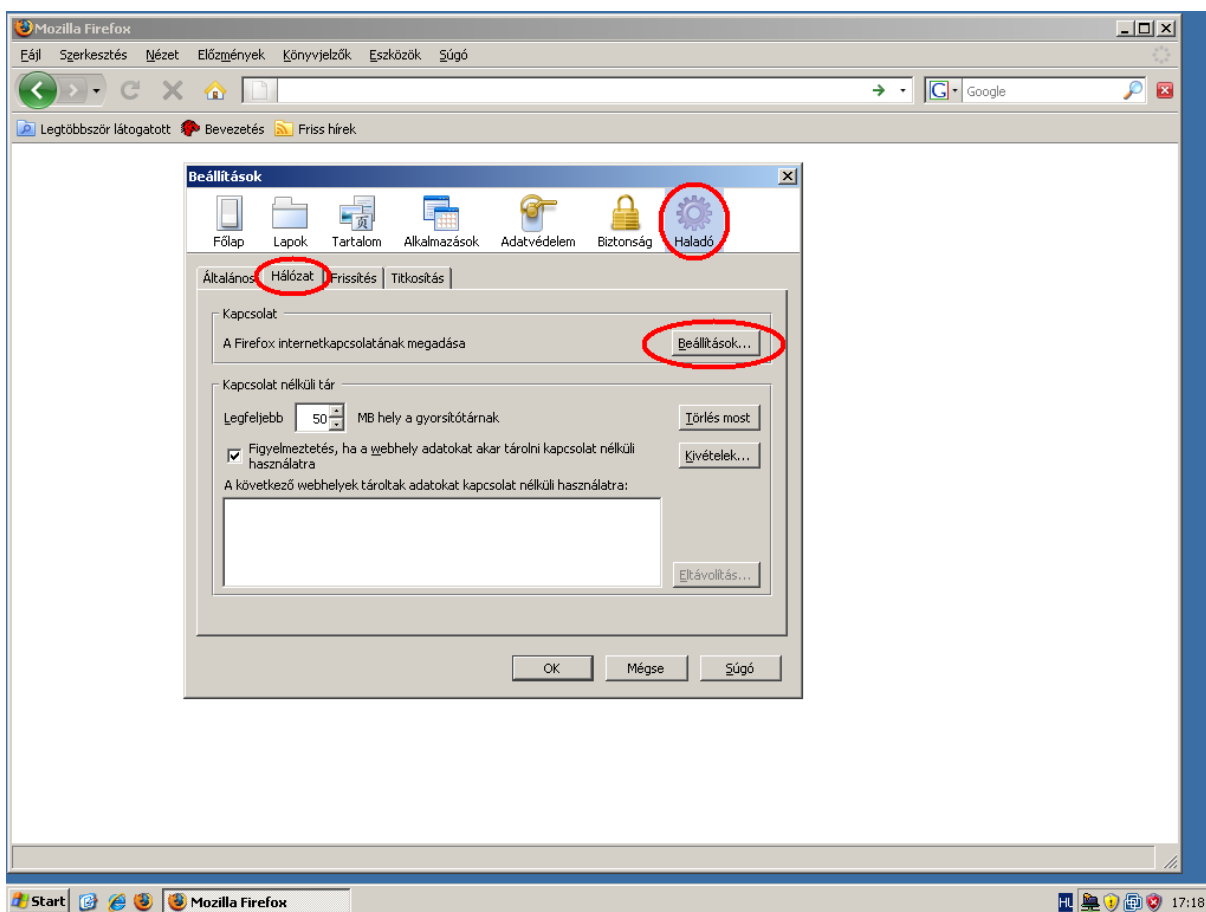 Mozilla Firefox
Fájl Szerkesztés Nézet Előzmények Könyvjelzők Eszközök Súgó
Google
Legtöbbször látogatott Bevezetés Friss hírek
Beállítások
Főlap Lapok Tartalom Alkalmazások Adatvédelem Biztonság Haladó
Általános Hálózat Frissítés Titkosítás
Kapcsolat
A Firefox internetkapcsolatának megadása Beállítások...
Kapcsolat nélküli tár
Legfeljebb 50 MB hely a gyorsítótárnak Törlés most
Figyelmeztetés, ha a webhely adatokat akar tárolni kapcsolat nélküli
használatra Kivételek...
A következő webhelyek tároltak adatokat kapcsolat nélküli használatra:
Eltávolítás...
OK Mégse Súgó
Start Mozilla Firefox HU 17:18